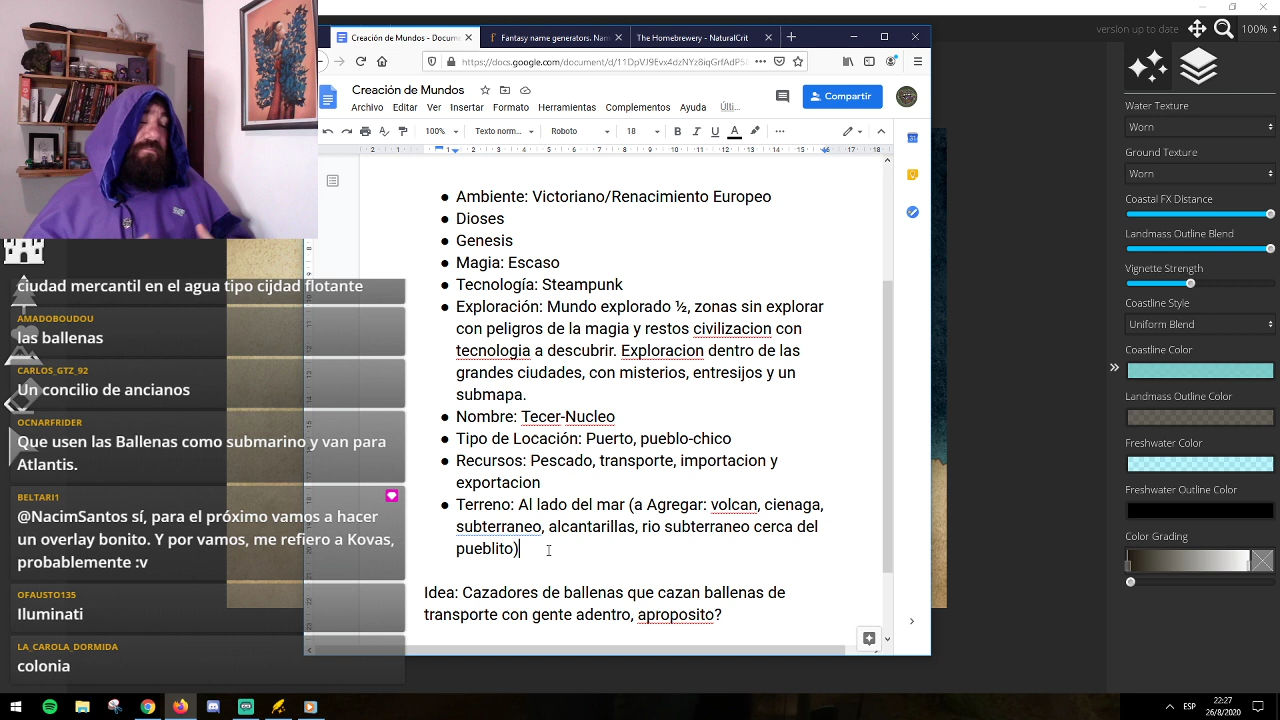 version up to date
100%
Creación de Mundos - Docume
Fantasy name generators. Nam
The Homebrewery - NaturalCrit
https://docs.google.com/document/d/11DpVJ9Evx4dzNYz8iqGrfAdP5
Creación de Mundos
Archivo Editar Ver Insertar Formato Herramientas Complementos Ayuda Últi...
Compartir
100% Texto norm... Roboto 18
Ambiente: Victoriano/Renacimiento Europeo
Dioses
Genesis
Magia: Escaso
Tecnología: Steampunk
Exploración: Mundo explorado ½, zonas sin explorar
con peligros de la magia y restos civilizacion con
tecnologia a descubrir. Exploracion dentro de las
grandes ciudades, con misterios, entresijos y un
submapa.
Nombre: Tecer-Nucleo
Tipo de Locación: Puerto, pueblo-chico
Recursos: Pescado, transporte, importacion y
exportacion
Terreno: Al lado del mar (a Agregar: volcan, cienaga,
subterraneo, alcantarillas, rio subterraneo cerca del
pueblito)
Idea: Cazadores de ballenas que cazan ballenas de
transporte con gente adentro, aproposito?
ciudad mercantil en el agua tipo cijdad flotante
AMADOBOUDOU
las ballenas
CARLOS_GTZ_92
Un concilio de ancianos
OCNARFRIDER
Que usen las Ballenas como submarino y van para
Atlantis.
BELTARI1
@NacimSantos sí, para el próximo vamos a hacer
un overlay bonito. Y por vamos, me refiero a Kovas,
probablemente :v
OFAUSTO135
Iluminati
LA_CAROLA_DORMIDA
colonia
Water Texture
Worn
Ground Texture
Worn
Coastal FX Distance
Landmass Outline Blend
Vignette Strength
Coastline Style
Uniform Blend
Coastline Color
Landmass Outline Color
Freshwater Color
Freshwater Outline Color
Color Grading
ESP
22:27
26/8/2020